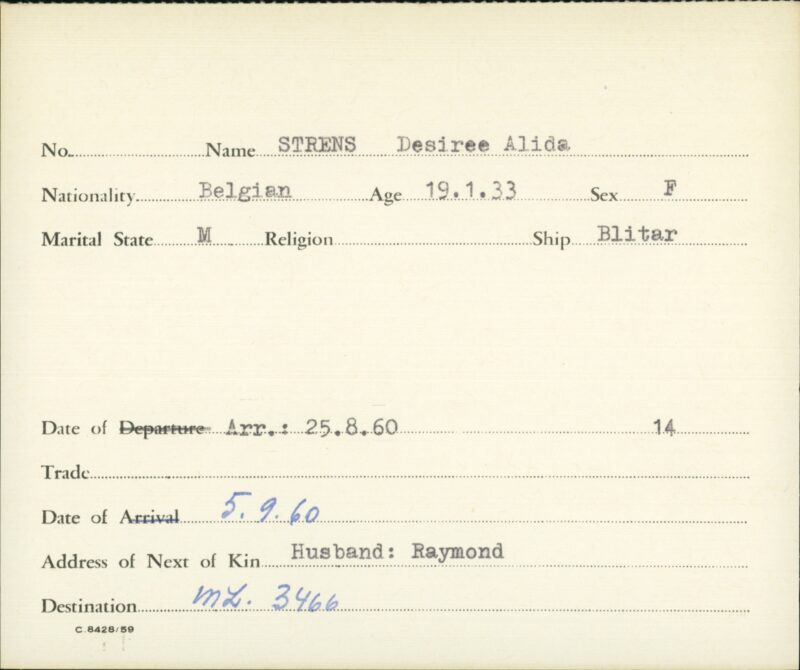 No. Name STRENS Desiree Alida
Nationality Belgian Age 19.1.33 Sex F
Marital State M Religion Ship Blitar
Date of Departure Arr.: 25.8.60 14
Trade
Date of Arrival 5.9.60
Address of Next of Kin Husband: Raymond
Destination ML. 3466
C.8428/59